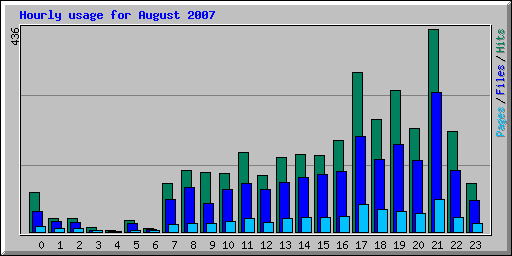 Hourly usage for August 2007
436
Pages / Files / Hits
0 1 2 3 4 5 6 7 8 9 10 11 12 13 14 15 16 17 18 19 20 21 22 23